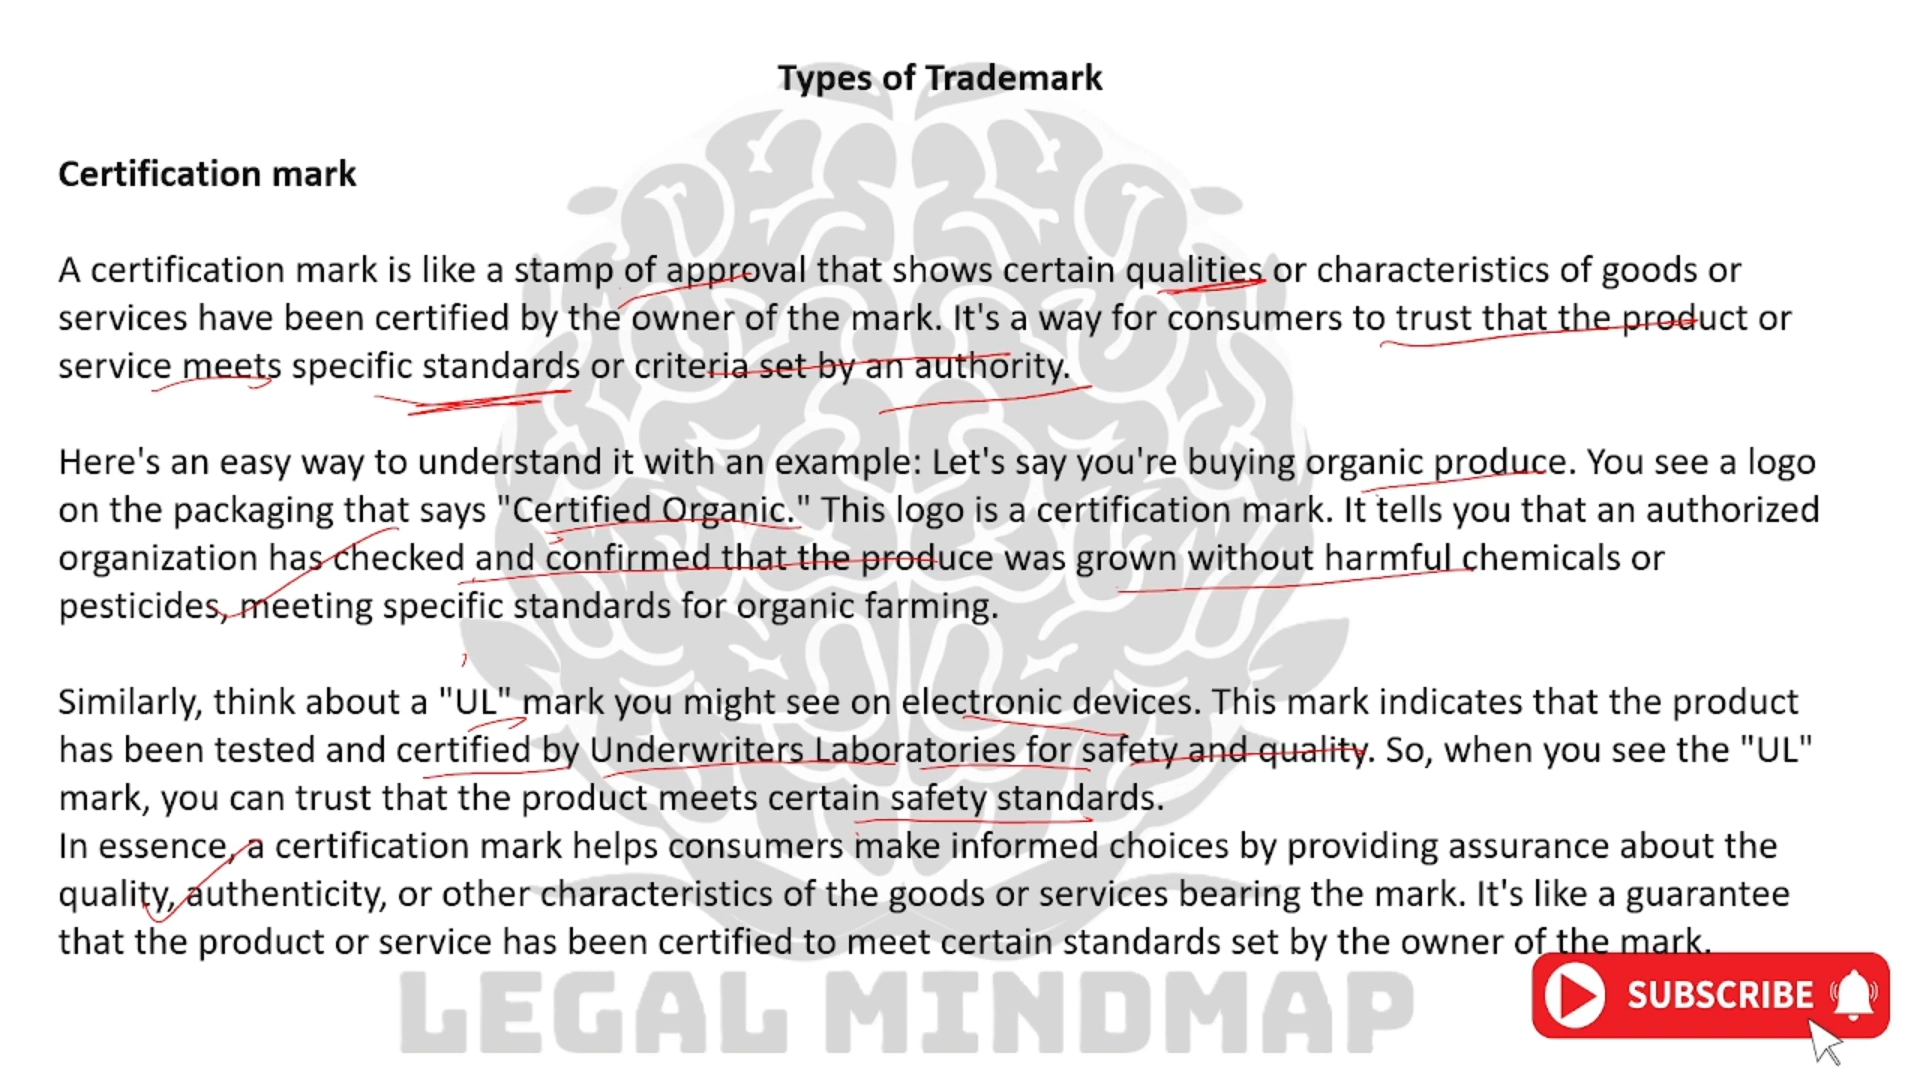 Types of Trademark
Certification mark
A certification mark is like a stamp of approval that shows certain qualities or characteristics of goods or
services have been certified by the owner of the mark. It's a way for consumers to trust that the product or
service meets specific standards or criteria set by an authority.
Here's an easy way to understand it with an example: Let's say you're buying organic produce. You see a logo
on the packaging that says "Certified Organic." This logo is a certification mark. It tells you that an authorized
organization has checked and confirmed that the produce was grown without harmful chemicals or
pesticides, meeting specific standards for organic farming.
Similarly, think about a "UL" mark you might see on electronic devices. This mark indicates that the product
has been tested and certified by Underwriters Laboratories for safety and quality. So, when you see the "UL"
mark, you can trust that the product meets certain safety standards.
In essence, a certification mark helps consumers make informed choices by providing assurance about the
quality, authenticity, or other characteristics of the goods or services bearing the mark. It's like a guarantee
that the product or service has been certified to meet certain standards set by the owner of the mark.
LEGAL MINDMAP
SUBSCRIBE